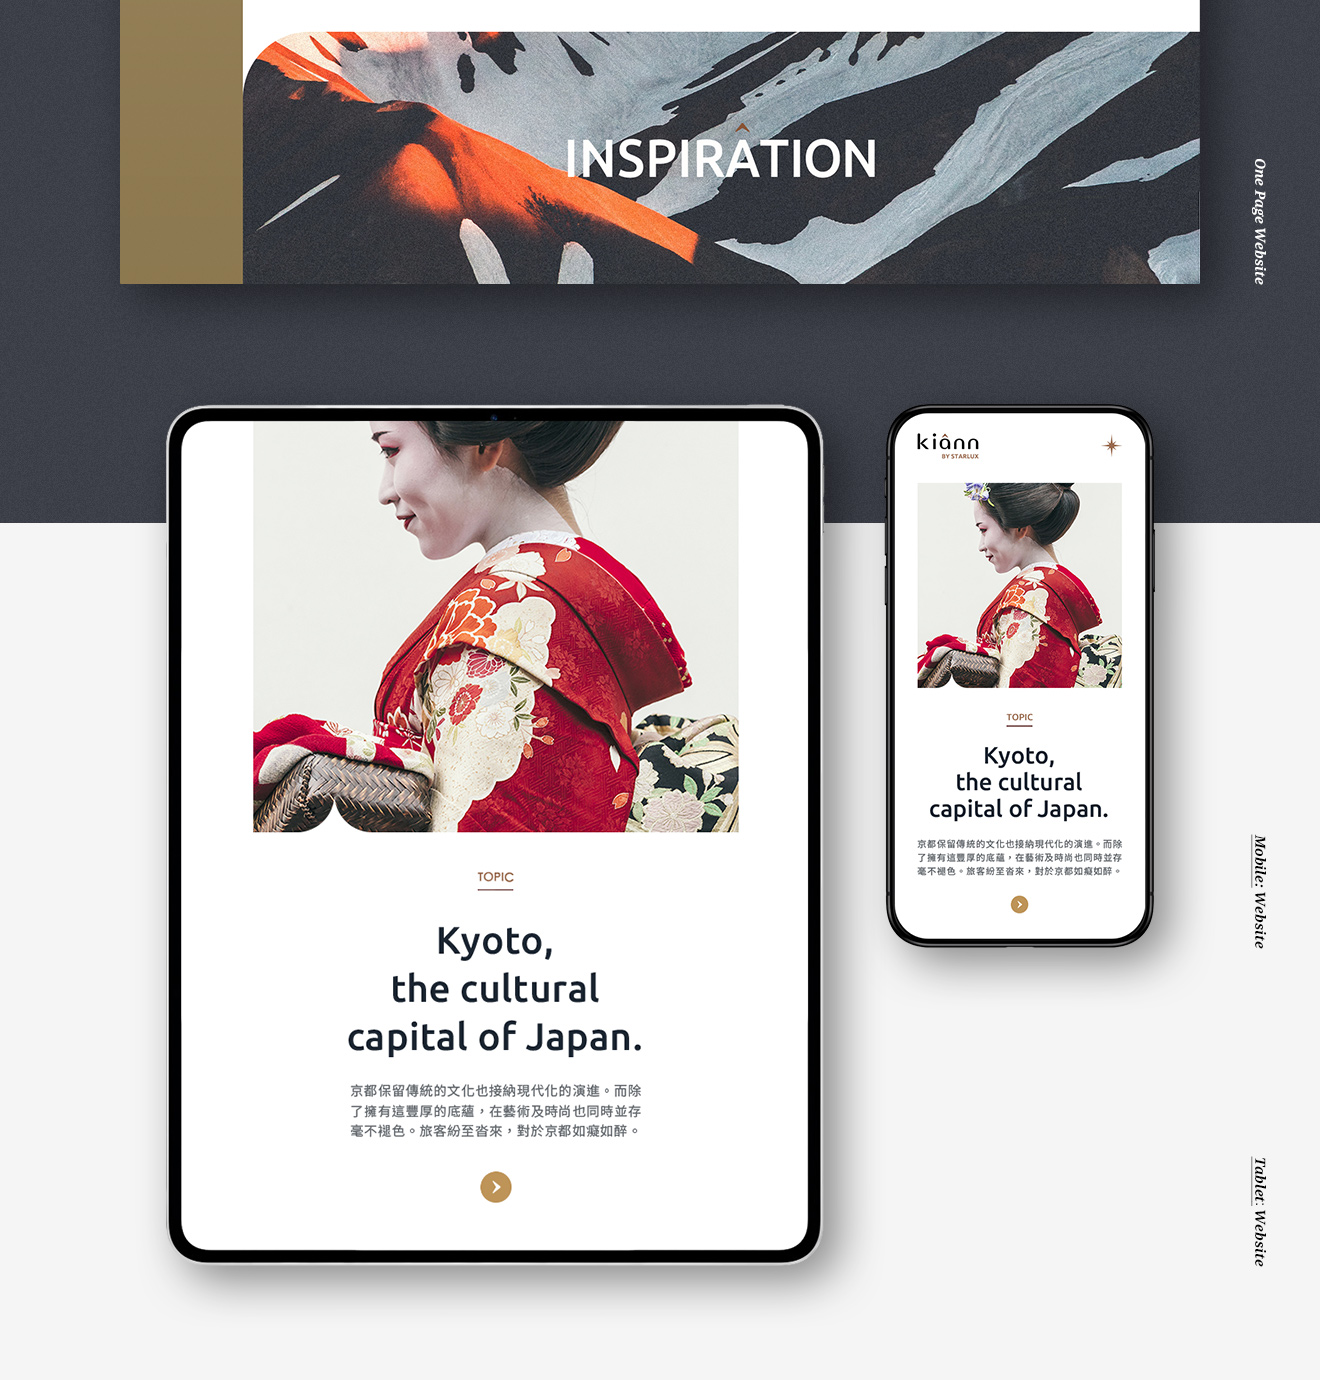 INSPIRÂTION
One Page Website
kiânn
BY STARLUX
TOPIC
Kyoto,
the cultural
capital of Japan.
京都保留傳統的文化也接納現代化的演進。而除
了擁有這豐厚的底蘊，在藝術及時尚也同時並存
毫不褪色。旅客紛至沓來，對於京都如癡如醉。
TOPIC
Kyoto,
the cultural
capital of Japan.
京都保留傳統的文化也接納現代化的演進。而除
了擁有這豐厚的底蘊，在藝術及時尚也同時並存
毫不褪色。旅客紛至沓來，對於京都如癡如醉。
Mobile: Website
Tablet: Website